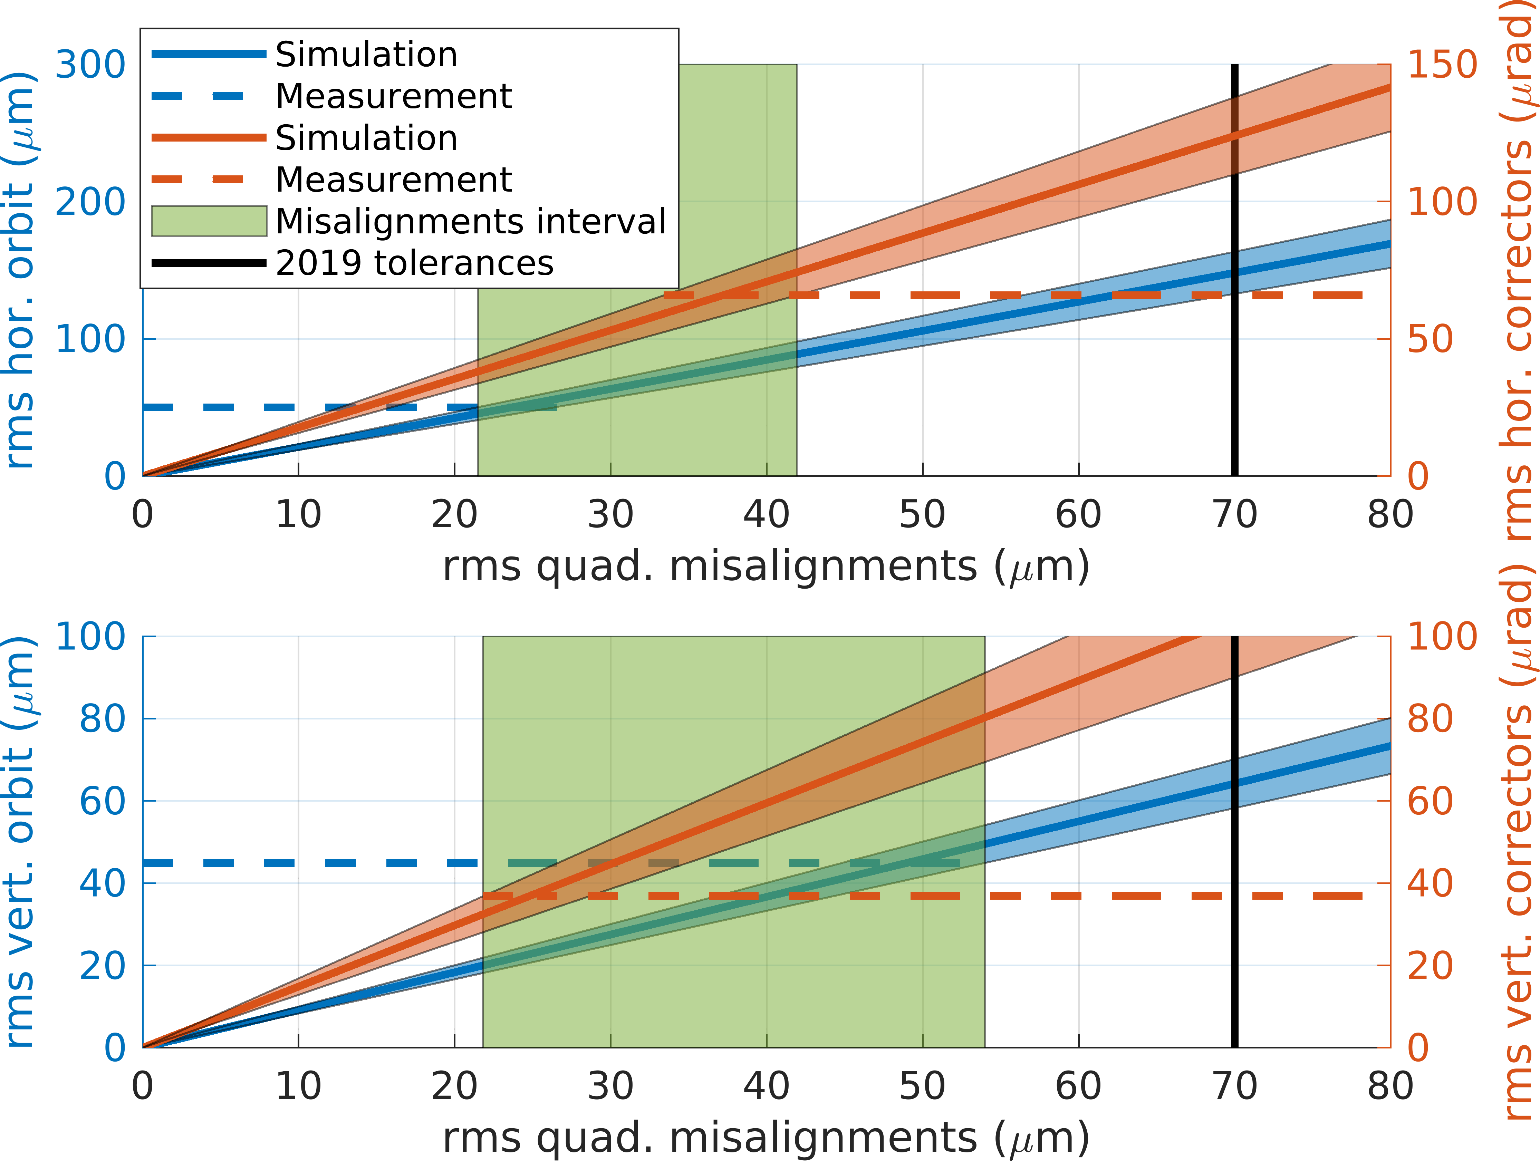 Simulation
Measurement
Simulation
Measurement
Misalignments interval
2019 tolerances
rms hor. orbit (μm)
300
200
100
0
rms hor. correctors (μrad)
150
100
50
0
0 10 20 30 40 50 60 70 80
rms quad. misalignments (μm)
rms vert. orbit (μm)
100
80
60
40
20
0
rms vert. correctors (μrad)
100
80
60
40
20
0
0 10 20 30 40 50 60 70 80
rms quad. misalignments (μm)